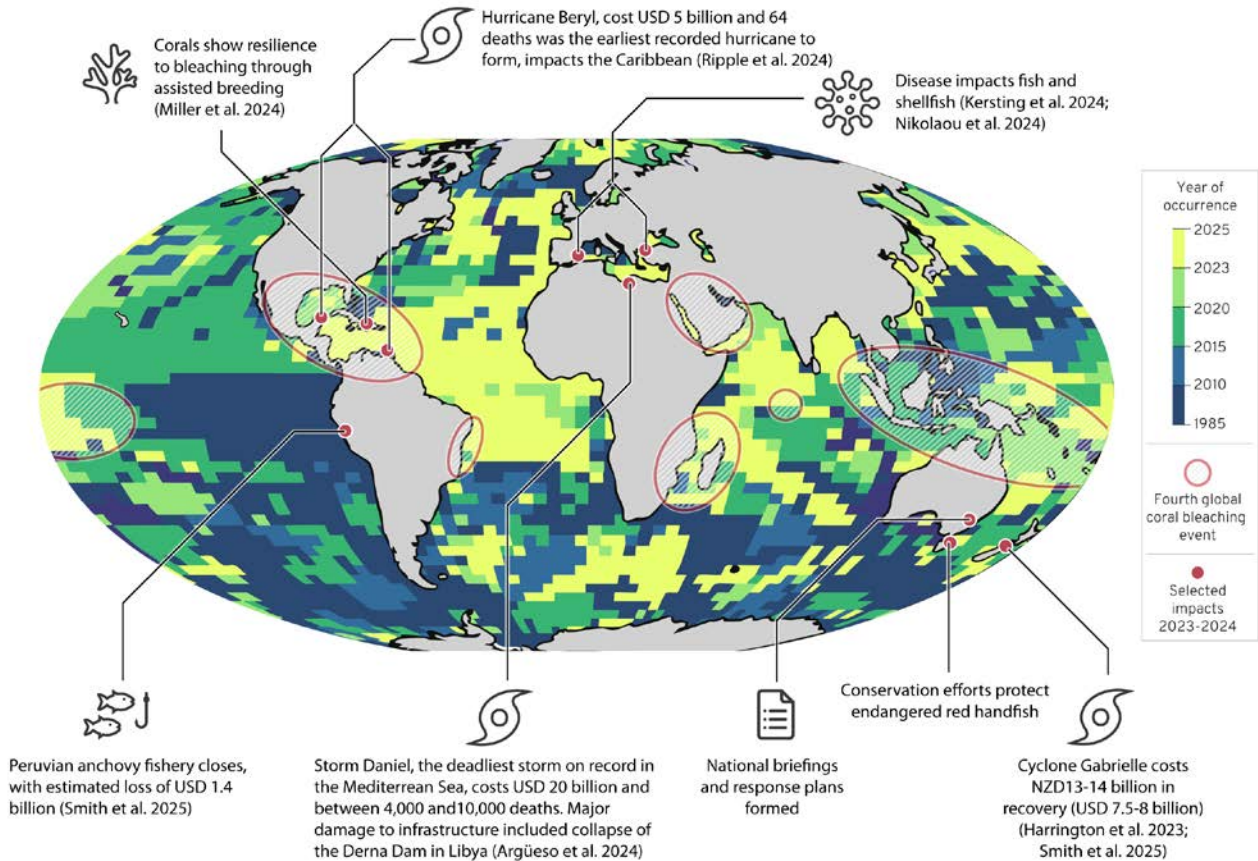 Hurricane Beryl, cost USD 5 billion and 64
deaths was the earliest recorded hurricane to
form, impacts the Caribbean (Ripple et al. 2024)
Corals show resilience
to bleaching through
assisted breeding
(Miller et al. 2024)
Disease impacts fish and
shellfish (Kersting et al. 2024;
Nikolaou et al. 2024)
Year of
occurrence
2025
2023
2020
2015
2010
1985
Fourth global
coral bleaching
event
Selected
impacts
2023-2024
Peruvian anchovy fishery closes,
with estimated loss of USD 1.4
billion (Smith et al. 2025)
Storm Daniel, the deadliest storm on record in
the Mediterrean Sea, costs USD 20 billion and
between 4,000 and10,000 deaths. Major
damage to infrastructure included collapse of
the Derna Dam in Libya (Argüeso et al. 2024)
National briefings
and response plans
formed
Conservation efforts protect
endangered red handfish
Cyclone Gabrielle costs
NZD13-14 billion in
recovery (USD 7.5-8 billion)
(Harrington et al. 2023;
Smith et al. 2025)